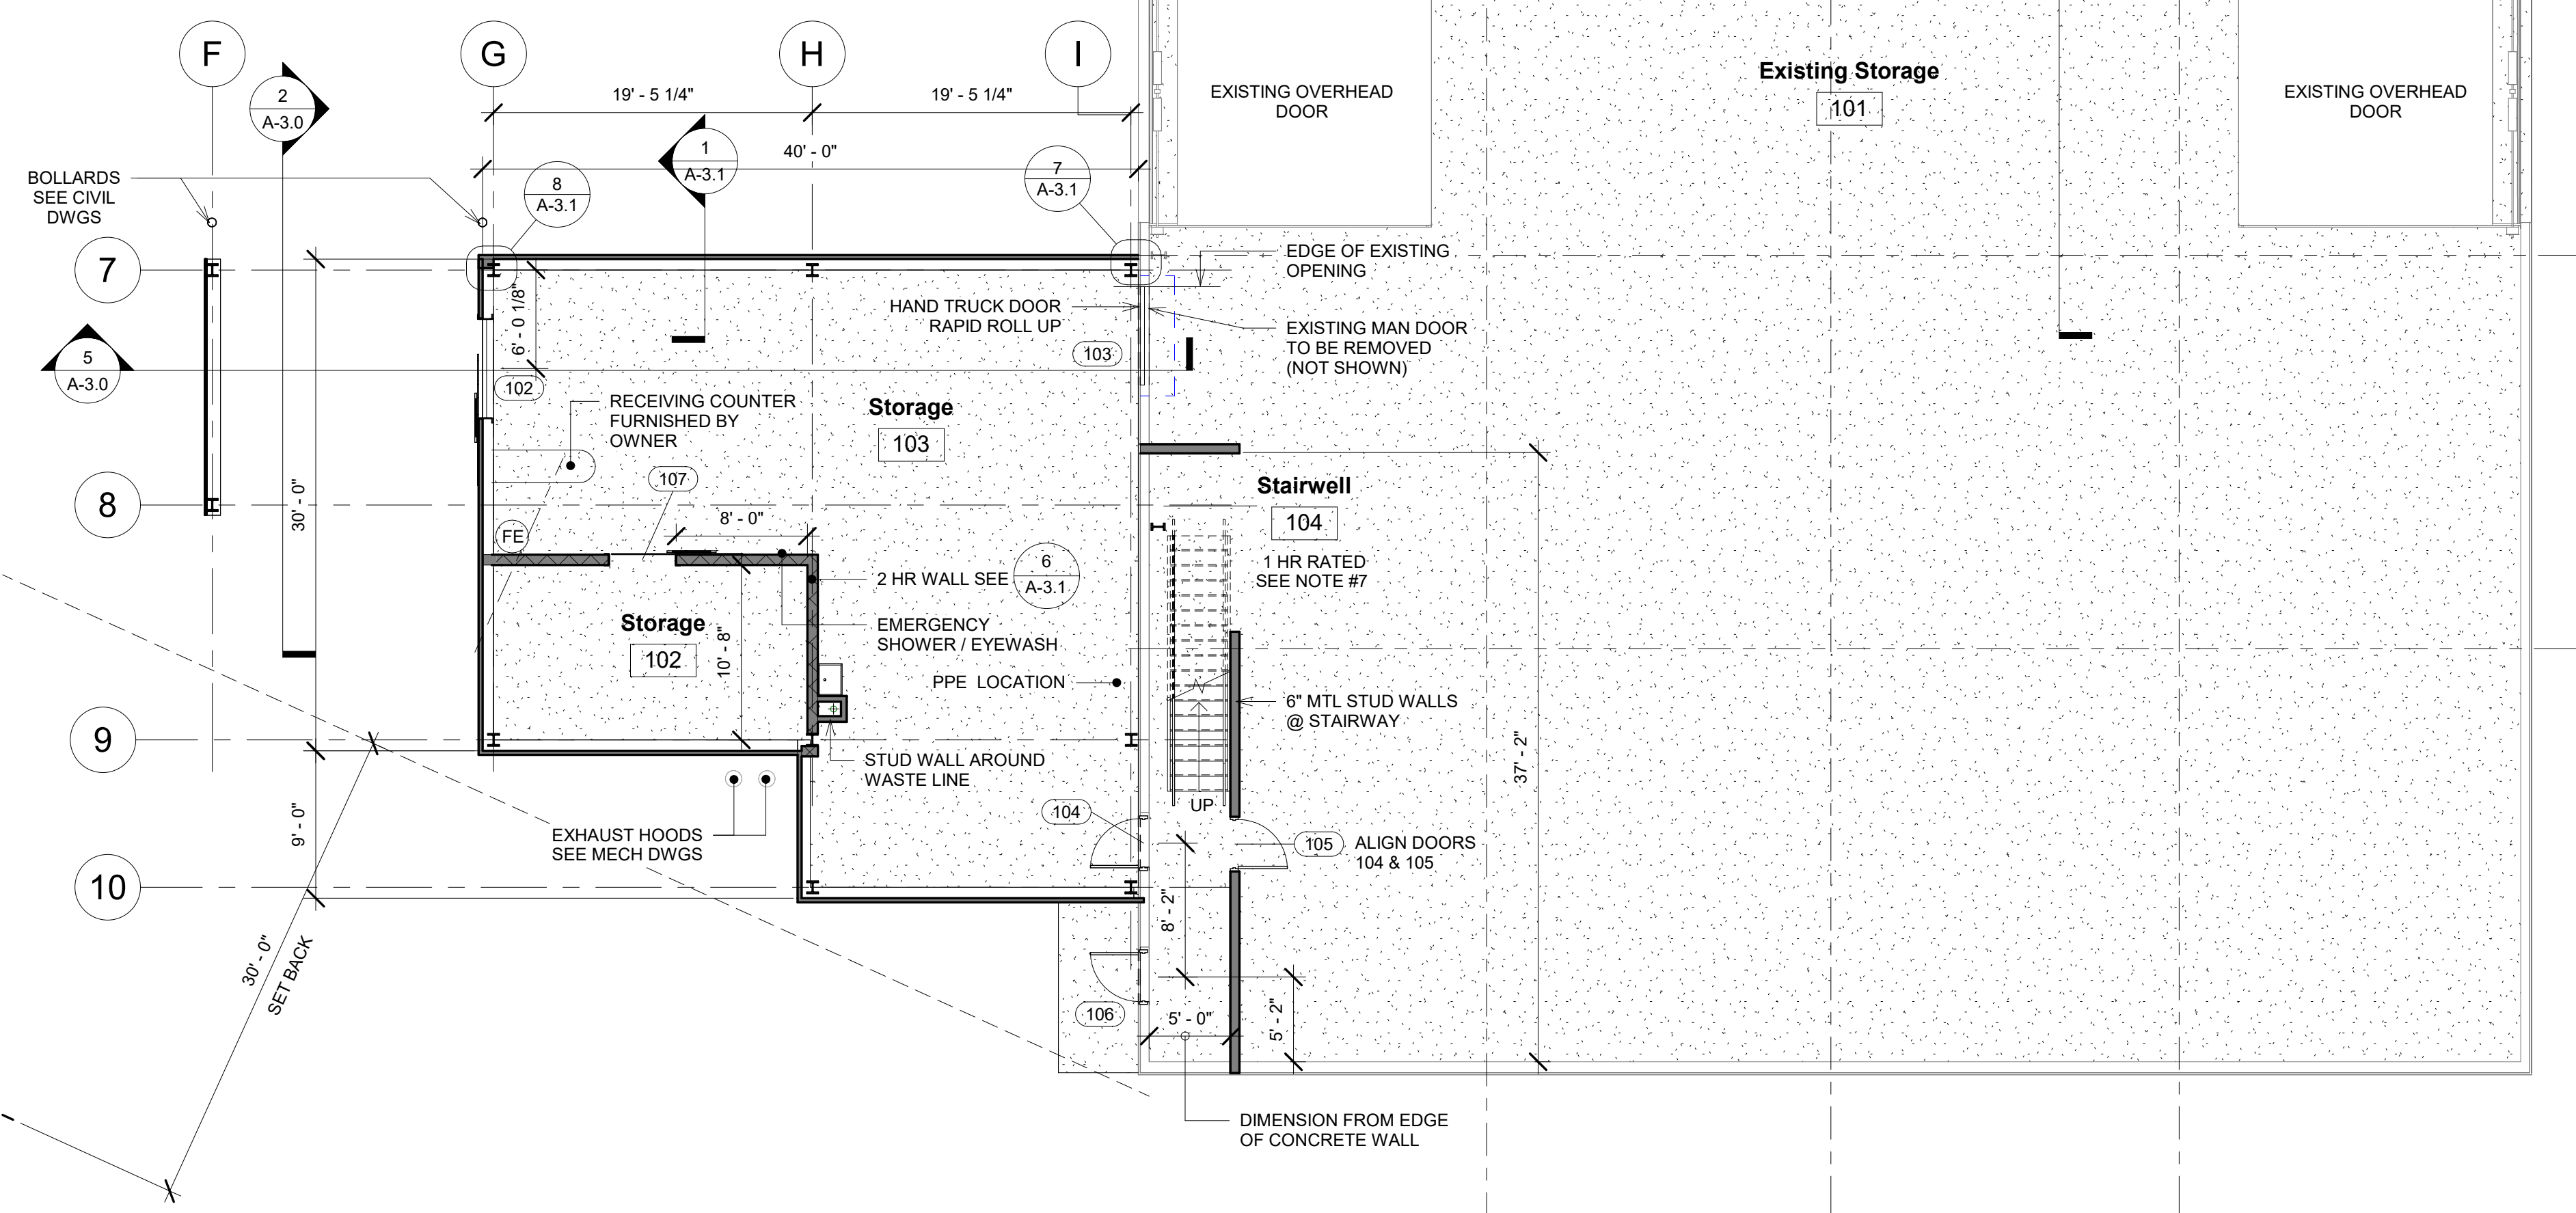 F
G
H
I
2
A-3.0
19' - 5 1/4"
19' - 5 1/4"
40' - 0"
1
A-3.1
8
A-3.1
7
A-3.1
EXISTING OVERHEAD
DOOR
Existing Storage
101
EXISTING OVERHEAD
DOOR
BOLLARDS
SEE CIVIL
DWGS
7
5
A-3.0
8
9
10
30' - 0"
9' - 0"
30' - 0"
SET BACK
6' - 0 1/8"
102
RECEIVING COUNTER
FURNISHED BY
OWNER
107
FE
8' - 0"
Storage
103
HAND TRUCK DOOR
RAPID ROLL UP
103
EDGE OF EXISTING
OPENING
EXISTING MAN DOOR
TO BE REMOVED
(NOT SHOWN)
Stairwell
104
1 HR RATED
SEE NOTE #7
2 HR WALL SEE
6
A-3.1
EMERGENCY
SHOWER / EYEWASH
Storage
102
10' - 8"
PPE LOCATION
6" MTL STUD WALLS
@ STAIRWAY
37' - 2"
STUD WALL AROUND
WASTE LINE
UP
EXHAUST HOODS
SEE MECH DWGS
104
105
ALIGN DOORS
104 & 105
8' - 2"
106
5' - 0"
5' - 2"
DIMENSION FROM EDGE
OF CONCRETE WALL